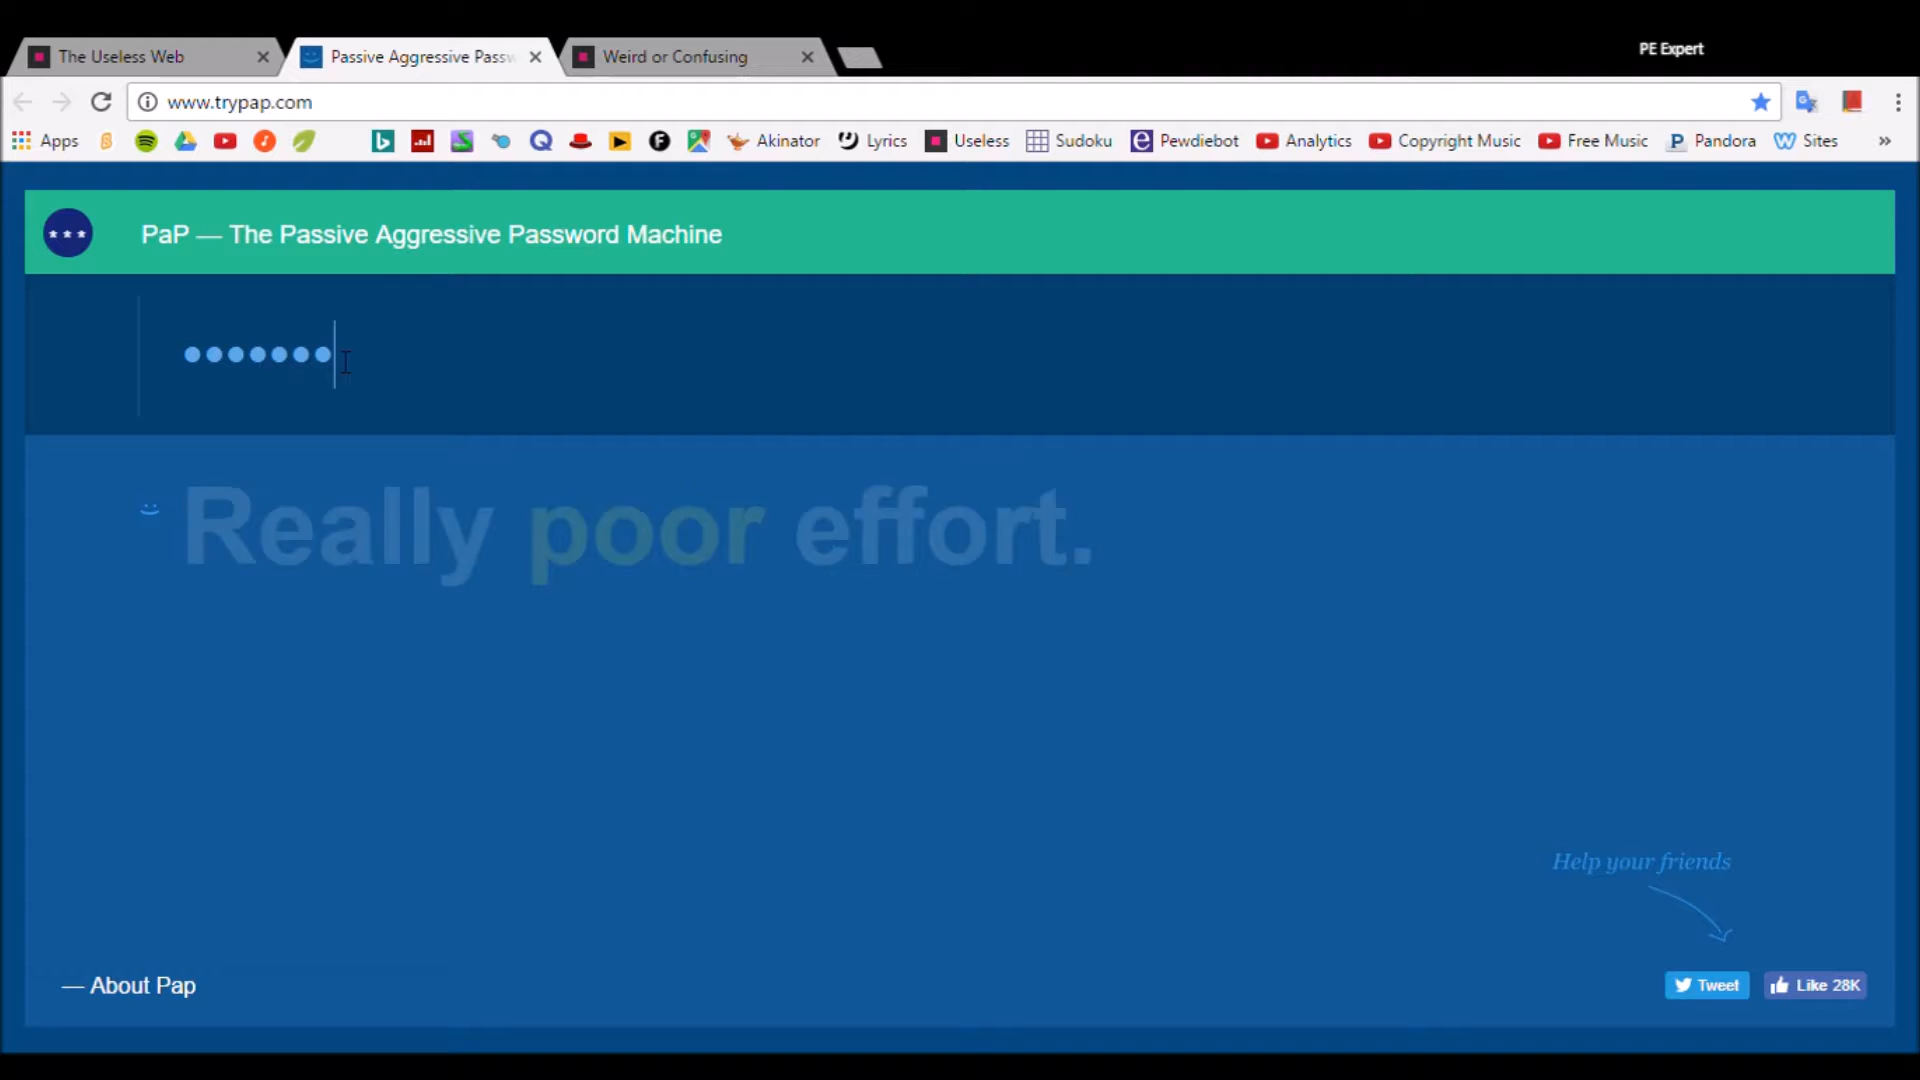 PE Expert
The Useless Web
Passive Aggressive Passw
Weird or Confusing
www.trypap.com
Apps
Akinator
Lyrics
Useless
Sudoku
Pewdiebot
Analytics
Copyright Music
Free Music
Pandora
Sites
»
PaP — The Passive Aggressive Password Machine
Really poor effort.
Help your friends
— About Pap
Tweet
Like 28K